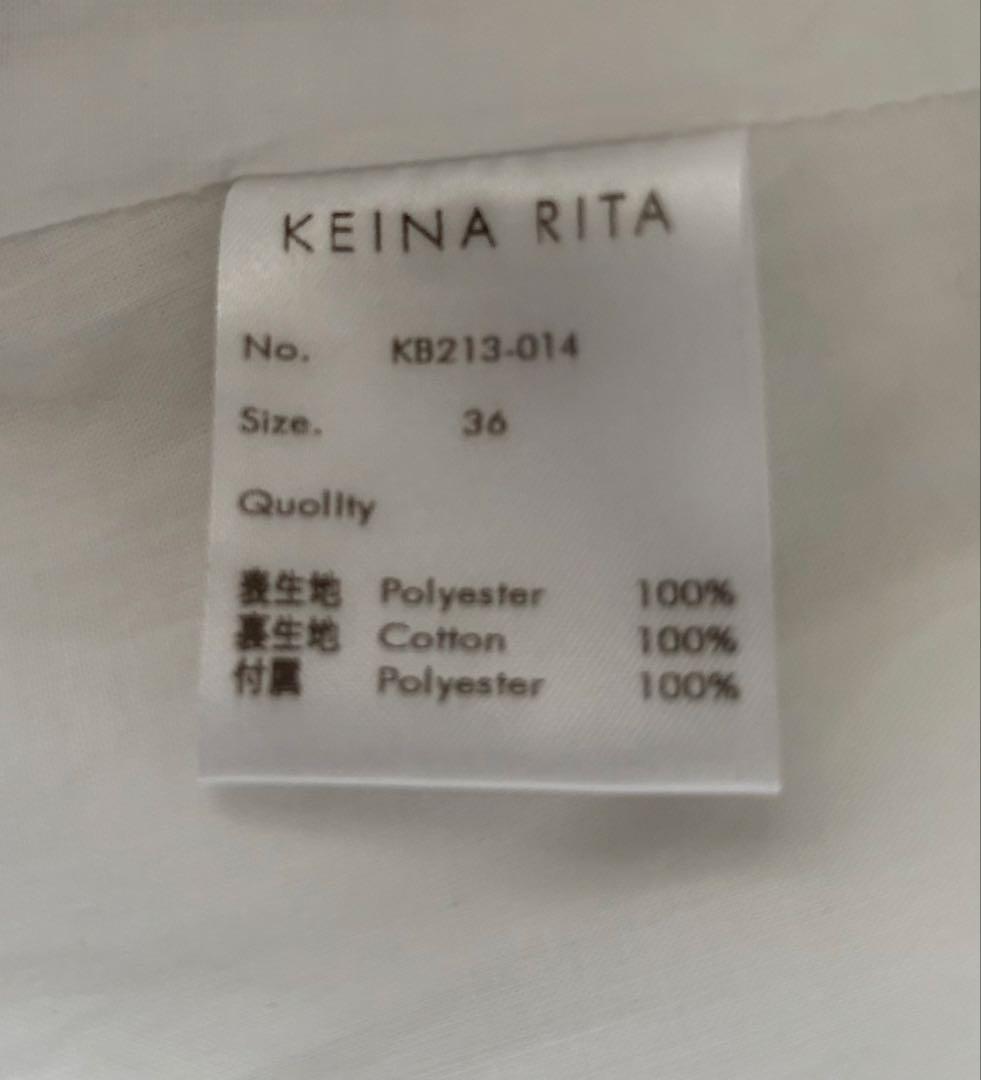 KEINA RITA
No. KB213-014
Size. 36
Quollty
表生地 Polyester 100%
裏生地 Cotton 100%
付属 Polyester 100%